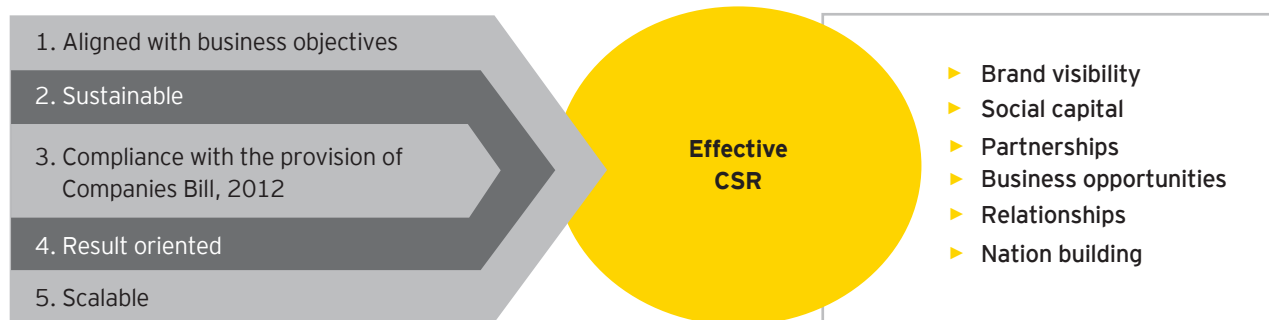 1. Aligned with business objectives
2. Sustainable
3. Compliance with the provision of
Companies Bill, 2012
4. Result oriented
5. Scalable
Effective
CSR
► Brand visibility
► Social capital
► Partnerships
► Business opportunities
► Relationships
► Nation building